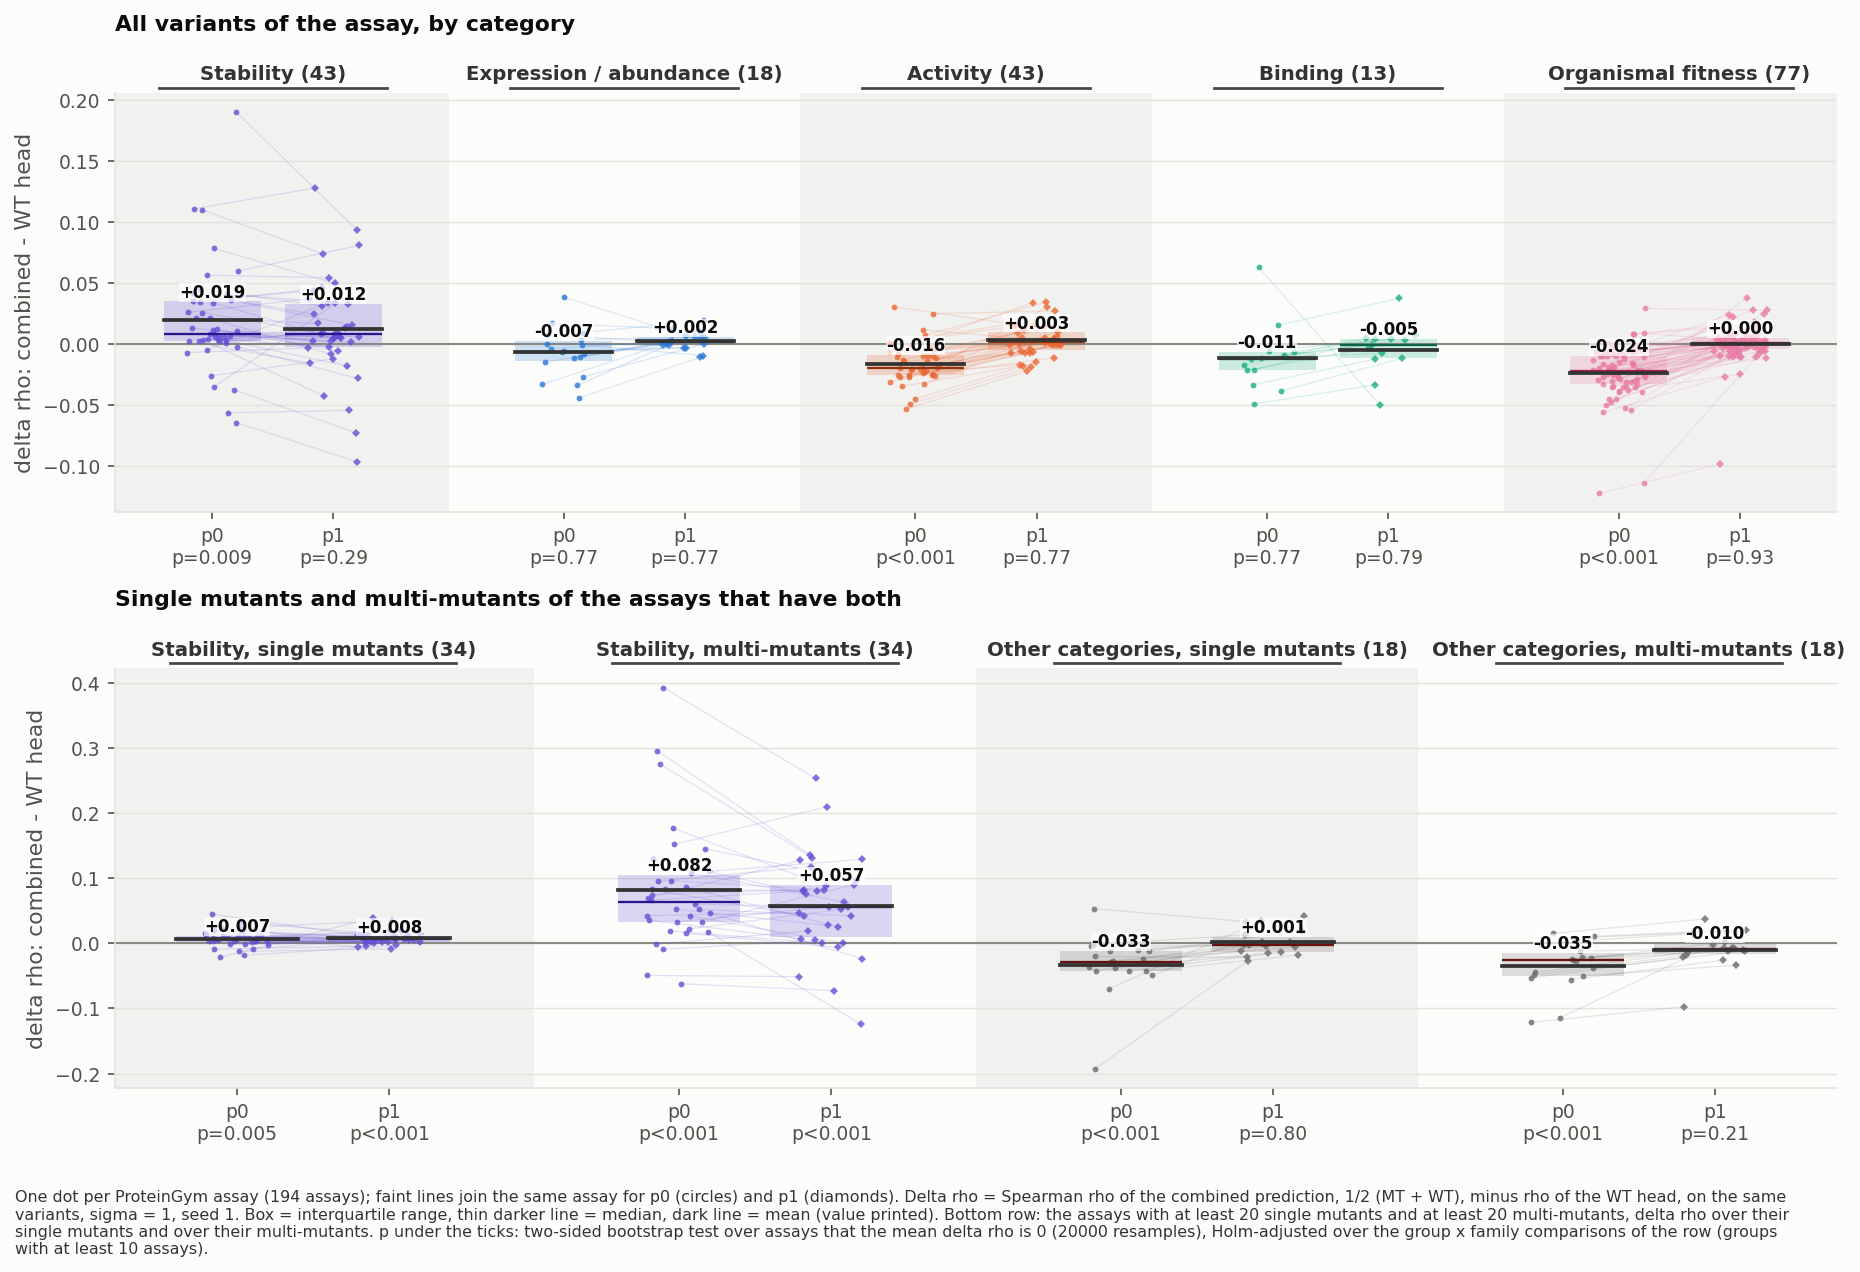 All variants of the assay, by category
Stability (43)
Expression / abundance (18)
Activity (43)
Binding (13)
Organismal fitness (77)
delta rho: combined - WT head
0.20
0.15
0.10
0.05
0.00
−0.05
−0.10
+0.019
+0.012
-0.007
+0.002
-0.016
+0.003
-0.011
-0.005
-0.024
+0.000
p0
p=0.009
p1
p=0.29
p0
p=0.77
p1
p=0.77
p0
p<0.001
p1
p=0.77
p0
p=0.77
p1
p=0.79
p0
p<0.001
p1
p=0.93
Single mutants and multi-mutants of the assays that have both
Stability, single mutants (34)
Stability, multi-mutants (34)
Other categories, single mutants (18)
Other categories, multi-mutants (18)
delta rho: combined - WT head
0.4
0.3
0.2
0.1
0.0
−0.1
−0.2
+0.007
+0.008
+0.082
+0.057
-0.033
+0.001
-0.035
-0.010
p0
p=0.005
p1
p<0.001
p0
p<0.001
p1
p<0.001
p0
p<0.001
p1
p=0.80
p0
p<0.001
p1
p=0.21
One dot per ProteinGym assay (194 assays); faint lines join the same assay for p0 (circles) and p1 (diamonds). Delta rho = Spearman rho of the combined prediction, 1/2 (MT + WT), minus rho of the WT head, on the same
variants, sigma = 1, seed 1. Box = interquartile range, thin darker line = median, dark line = mean (value printed). Bottom row: the assays with at least 20 single mutants and at least 20 multi-mutants, delta rho over their
single mutants and over their multi-mutants. p under the ticks: two-sided bootstrap test over assays that the mean delta rho is 0 (20000 resamples), Holm-adjusted over the group x family comparisons of the row (groups
with at least 10 assays).